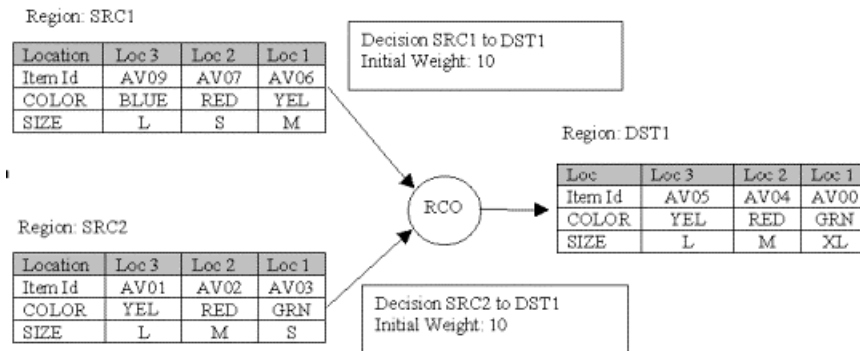 Region: SRC1
Location Loc 3 Loc 2 Loc 1
Item Id AV09 AV07 AV06
COLOR BLUE RED YEL
SIZE L S M
Decision SRC1 to DST1
Initial Weight: 10
Region: DST1
Loc Loc 3 Loc 2 Loc 1
Item Id AV05 AV04 AV00
COLOR YEL RED GRN
SIZE L M XL
RCO
Region: SRC2
Location Loc 3 Loc 2 Loc 1
Item Id AV01 AV02 AV03
COLOR YEL RED GRN
SIZE L M S
Decision SRC2 to DST1
Initial Weight: 10